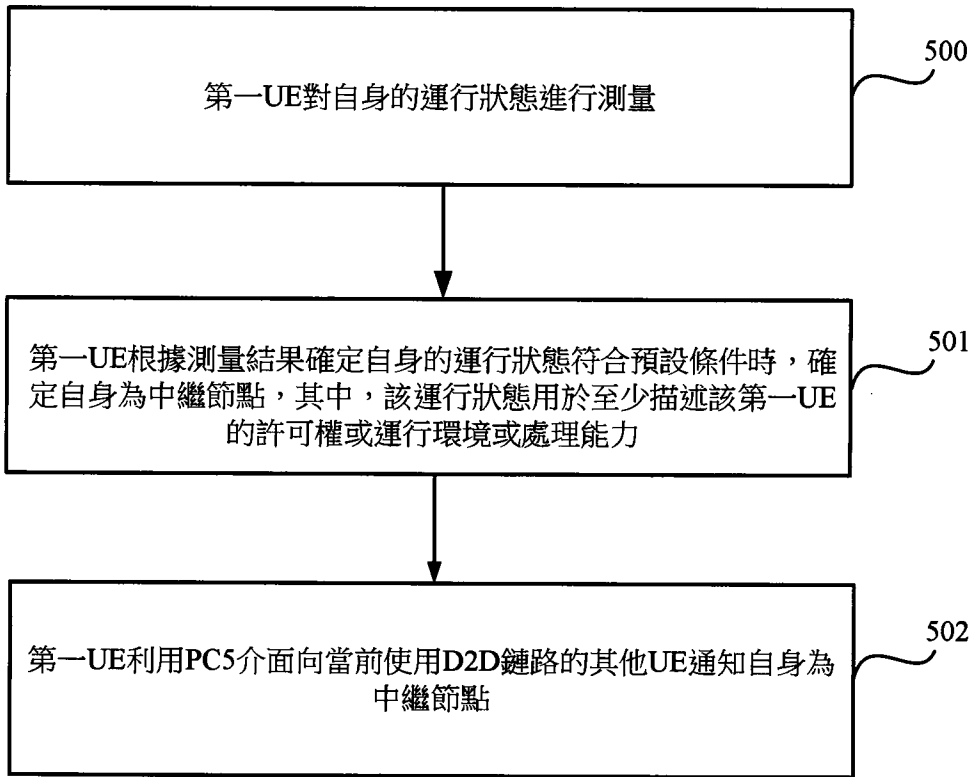 500
第一UE對自身的運行狀態進行測量
501
第一UE根據測量結果確定自身的運行狀態符合預設條件時，確
定自身為中繼節點，其中，該運行狀態用於至少描述該第一UE
的許可權或運行環境或處理能力
502
第一UE利用PC5介面向當前使用D2D鏈路的其他UE通知自身為
中繼節點